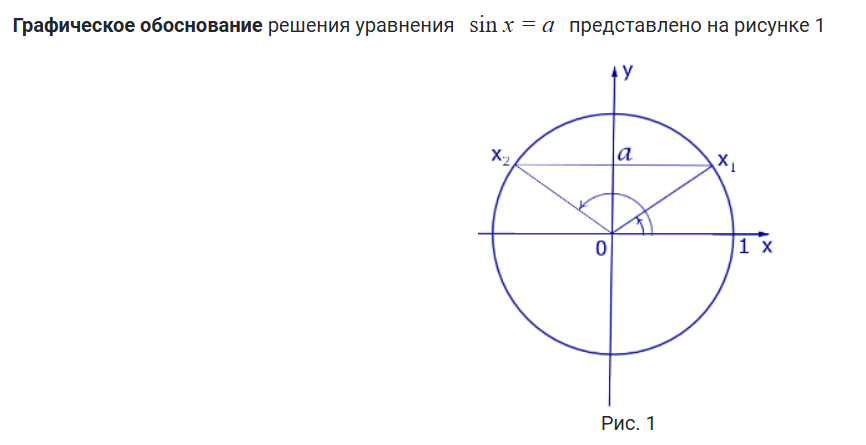 Графическое обоснование решения уравнения sin x = a представлено на рисунке 1
y
x₂
a
x₁
0
1 x
Рис. 1